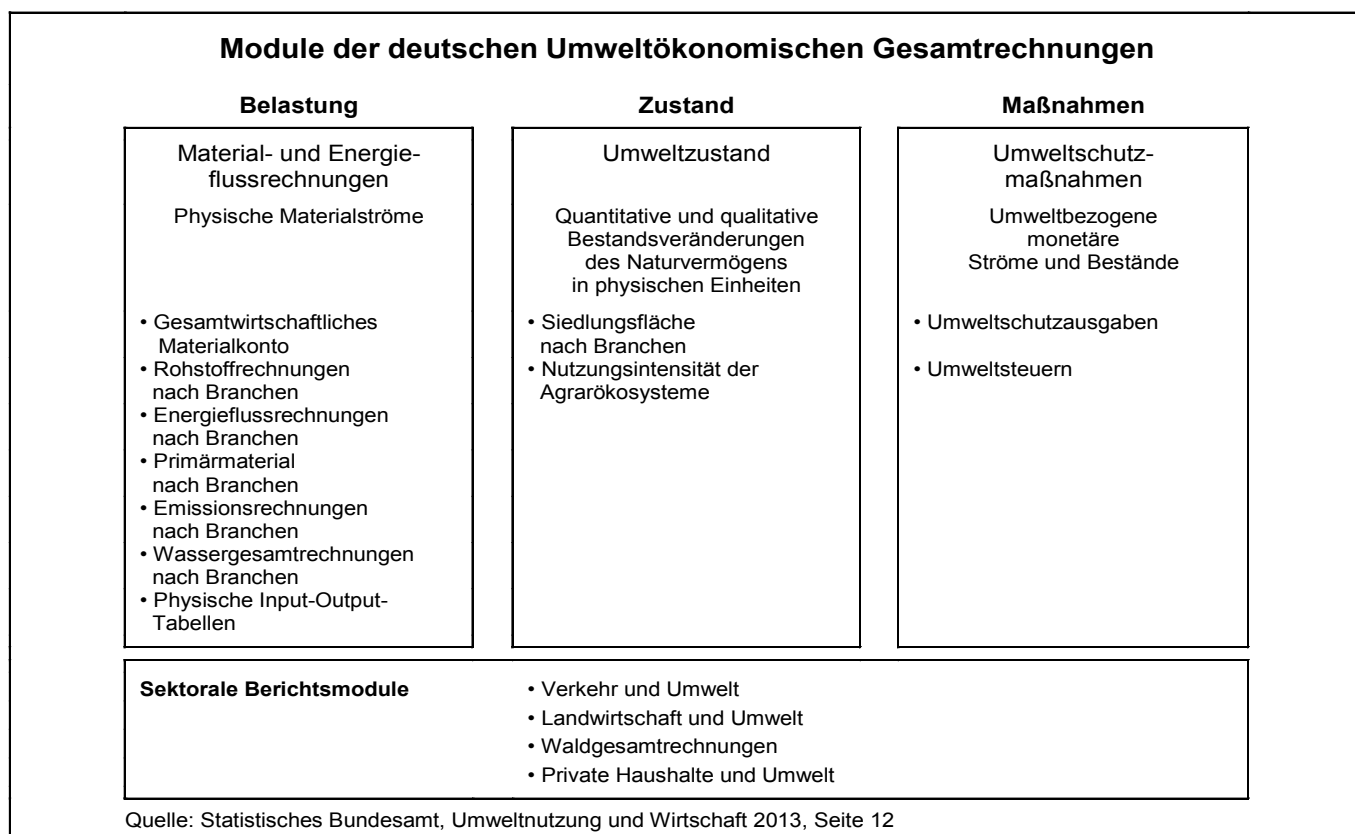 Module der deutschen Umweltökonomischen Gesamtrechnungen
Belastung
Material- und Energie-
flussrechnungen
Physische Materialströme
• Gesamtwirtschaftliches
Materialkonto
• Rohstoffrechnungen
nach Branchen
• Energieflussrechnungen
nach Branchen
• Primärmaterial
nach Branchen
• Emissionsrechnungen
nach Branchen
• Wassergesamtrechnungen
nach Branchen
• Physische Input-Output-
Tabellen
Zustand
Umweltzustand
Quantitative und qualitative
Bestandsveränderungen
des Naturvermögens
in physischen Einheiten
• Siedlungsfläche
nach Branchen
• Nutzungsintensität der
Agrarökosysteme
Maßnahmen
Umweltschutz-
maßnahmen
Umweltbezogene
monetäre
Ströme und Bestände
• Umweltschutzausgaben
• Umweltsteuern
Sektorale Berichtsmodule
• Verkehr und Umwelt
• Landwirtschaft und Umwelt
• Waldgesamtrechnungen
• Private Haushalte und Umwelt
Quelle: Statistisches Bundesamt, Umweltnutzung und Wirtschaft 2013, Seite 12